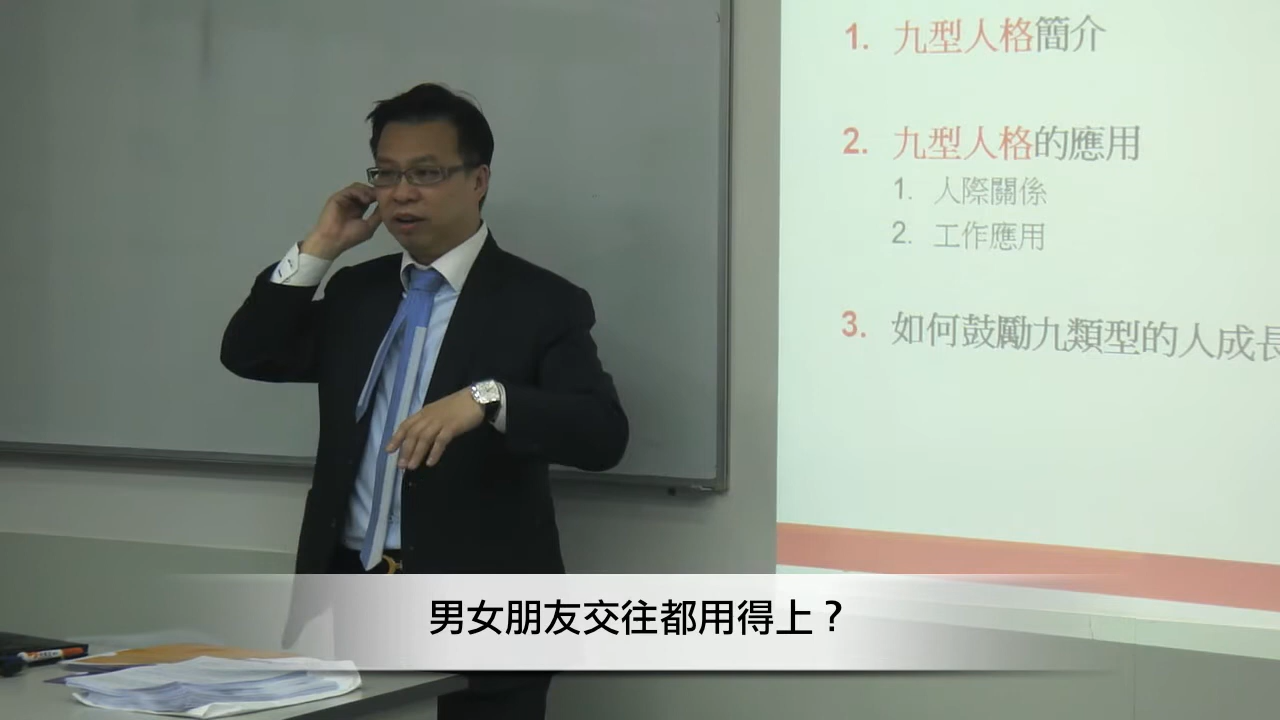 1. 九型人格簡介
2. 九型人格的應用
1. 人際關係
2. 工作應用
3. 如何鼓勵九類型的人成長
男女朋友交往都用得上？